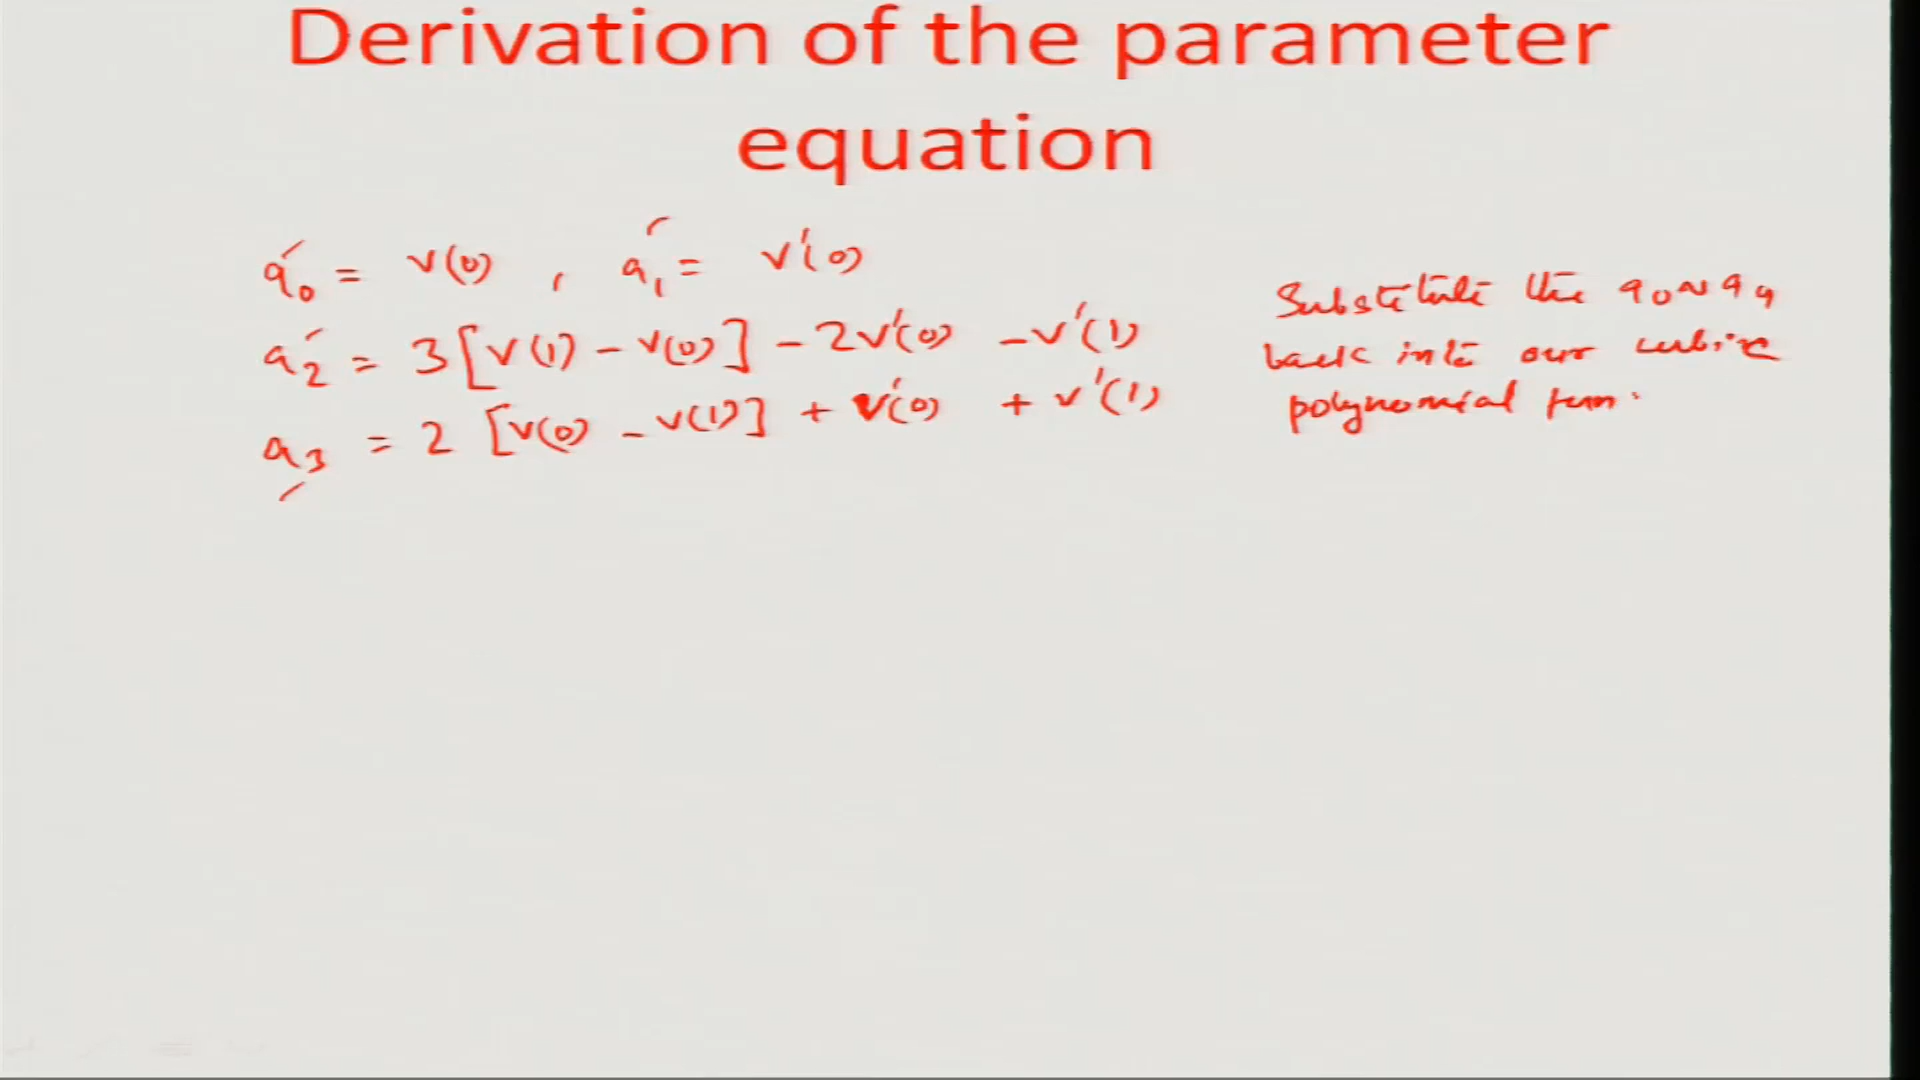 Derivation of the parameter
equation
a₀ = v(0) , a₁ = v'(0)
a₂ = 3[v(1) - v(0)] - 2v'(0) - v'(1)
a₃ = 2 [v(0) - v(1)] + v'(0) + v'(1)
Substitute the a₀ ~ a₄
back into our cubic
polynomial term.